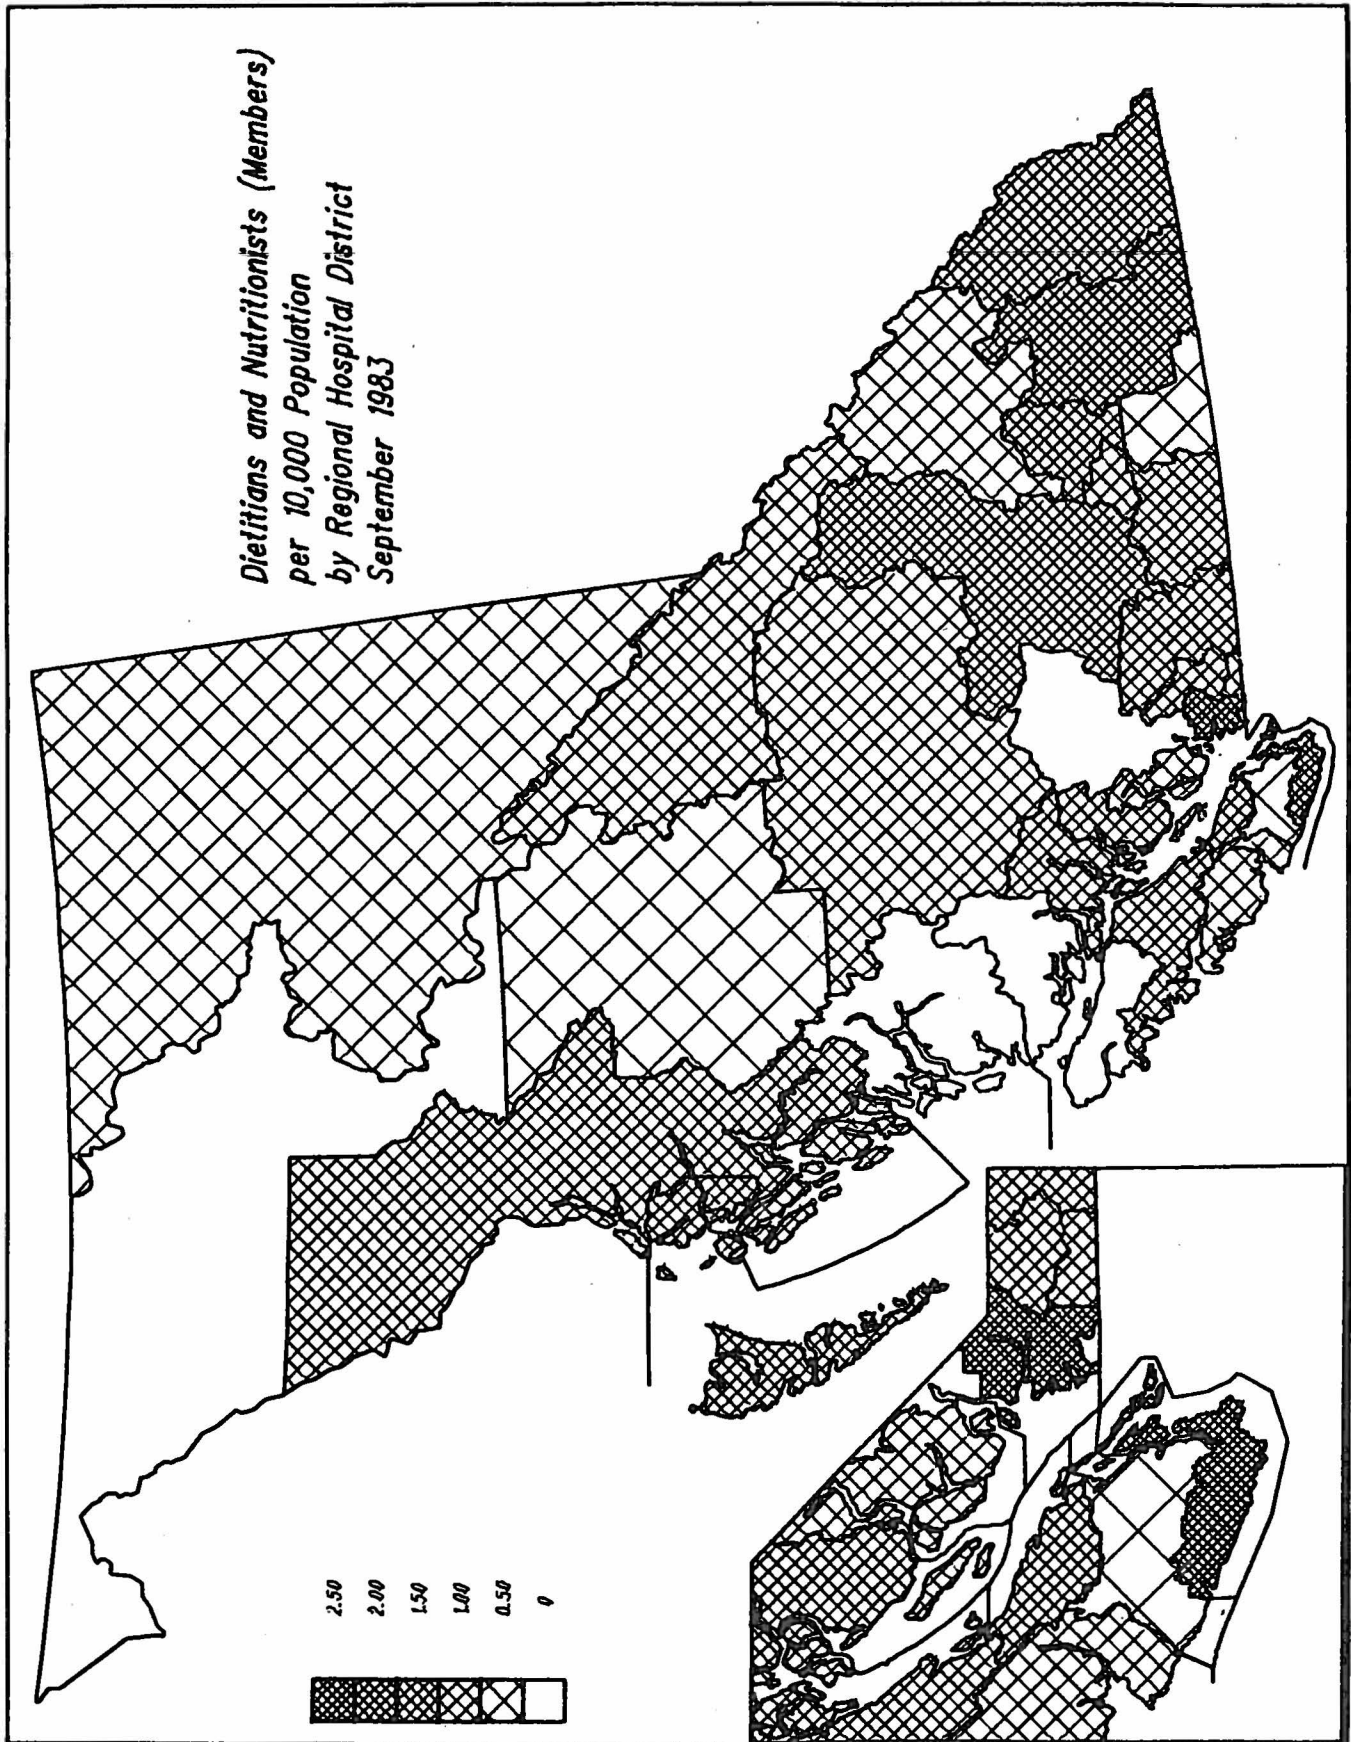 Dietitians and Nutritionists (Members)
per 10,000 Population
by Regional Hospital District
September 1983
2.50
2.00
1.50
1.00
0.50
0